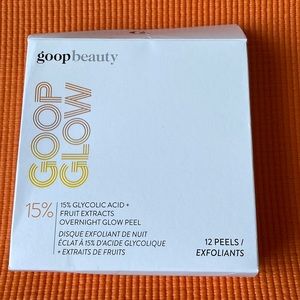 goopbeauty
GOOP
GLOW
15%
15% GLYCOLIC ACID +
FRUIT EXTRACTS
OVERNIGHT GLOW PEEL
DISQUE EXFOLIANT DE NUIT
ÉCLAT À 15% D'ACIDE GLYCOLIQUE
+ EXTRAITS DE FRUITS
12 PEELS /
EXFOLIANTS